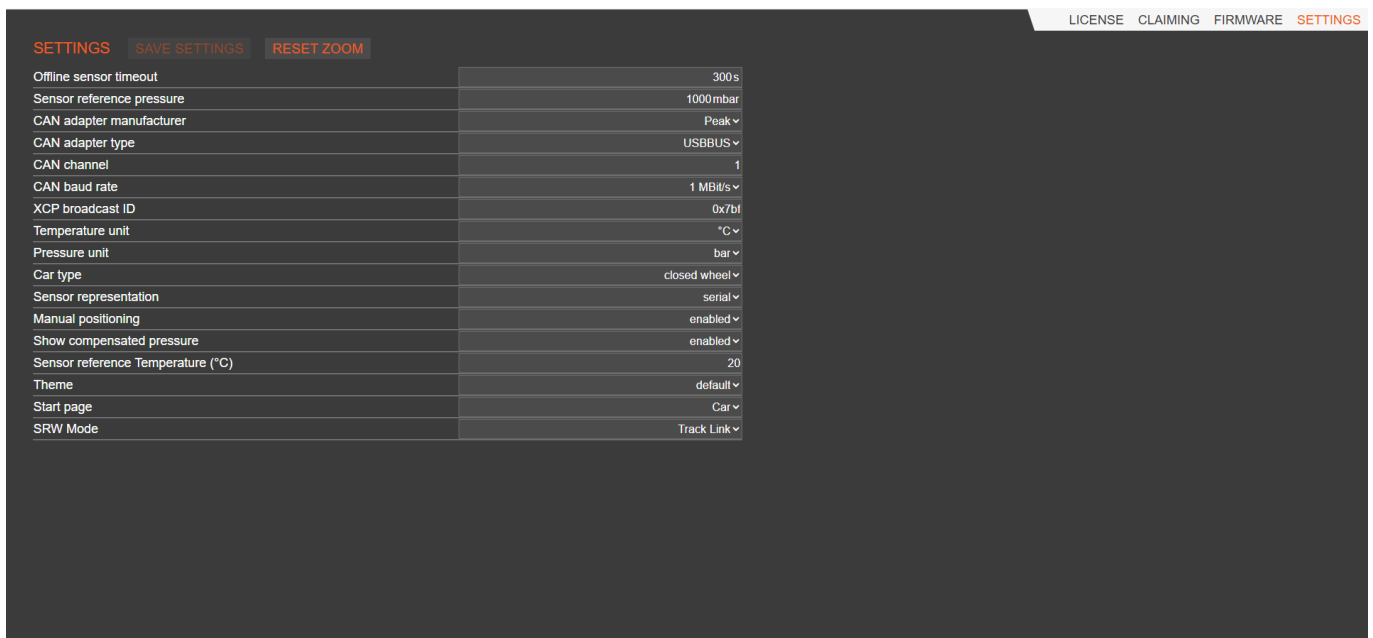 LICENSE CLAIMING FIRMWARE SETTINGS
SETTINGS SAVE SETTINGS RESET ZOOM
Offline sensor timeout 300 s
Sensor reference pressure 1000 mbar
CAN adapter manufacturer Peak
CAN adapter type USBBUS
CAN channel 1
CAN baud rate 1 MBit/s
XCP broadcast ID 0x7bf
Temperature unit °C
Pressure unit bar
Car type closed wheel
Sensor representation serial
Manual positioning enabled
Show compensated pressure enabled
Sensor reference Temperature (°C) 20
Theme default
Start page Car
SRW Mode Track Link